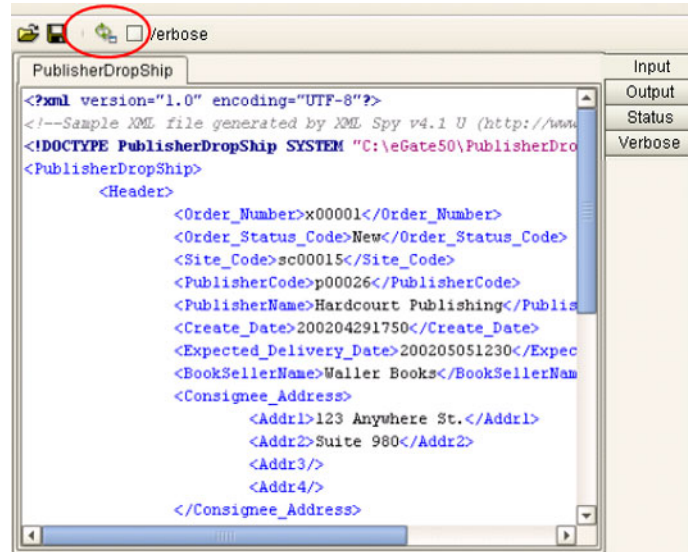 Verbose
PublisherDropShip
Input
Output
Status
Verbose
<?xml version="1.0" encoding="UTF-8"?>
<!--Sample XML file generated by XML Spy v4.1 U (http://www
<!DOCTYPE PublisherDropShip SYSTEM "C:\eGate50\PublisherDro
<PublisherDropShip>
<Header>
<Order_Number>x00001</Order_Number>
<Order_Status_Code>New</Order_Status_Code>
<Site_Code>sc00015</Site_Code>
<PublisherCode>p00026</PublisherCode>
<PublisherName>Hardcourt Publishing</Publis
<Create_Date>200204291750</Create_Date>
<Expected_Delivery_Date>200205051230</Expec
<BookSellerName>Waller Books</BookSellerNam
<Consignee_Address>
<Addr1>123 Anywhere St.</Addr1>
<Addr2>Suite 980</Addr2>
<Addr3/>
<Addr4/>
</Consignee_Address>